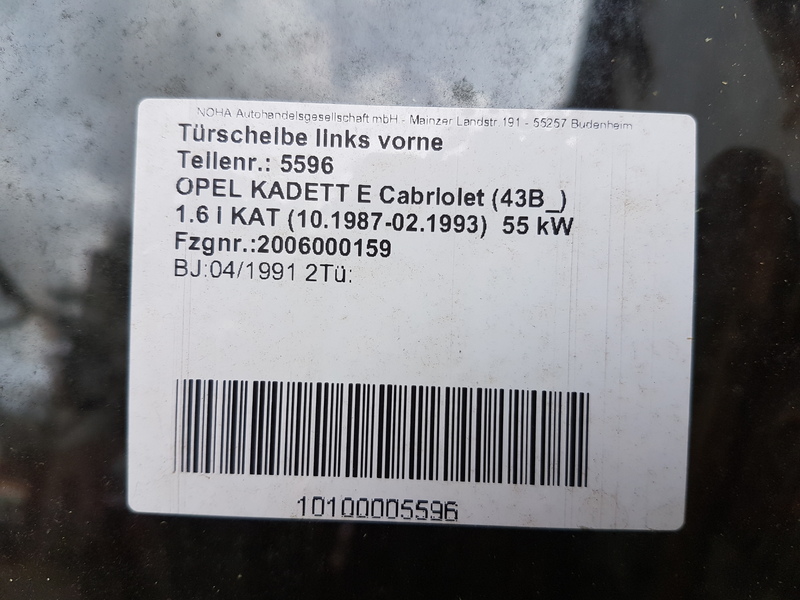 NOHA Autohandelsgesellschaft mbH - Mainzer Landstr.191 - 55257 Budenheim
Türscheibe links vorne
Teilenr.: 5596
OPEL KADETT E Cabriolet (43B_)
1.6 i KAT (10.1987-02.1993) 55 kW
Fzgnr.:2006000159
BJ:04/1991 2Tü:
10100005596